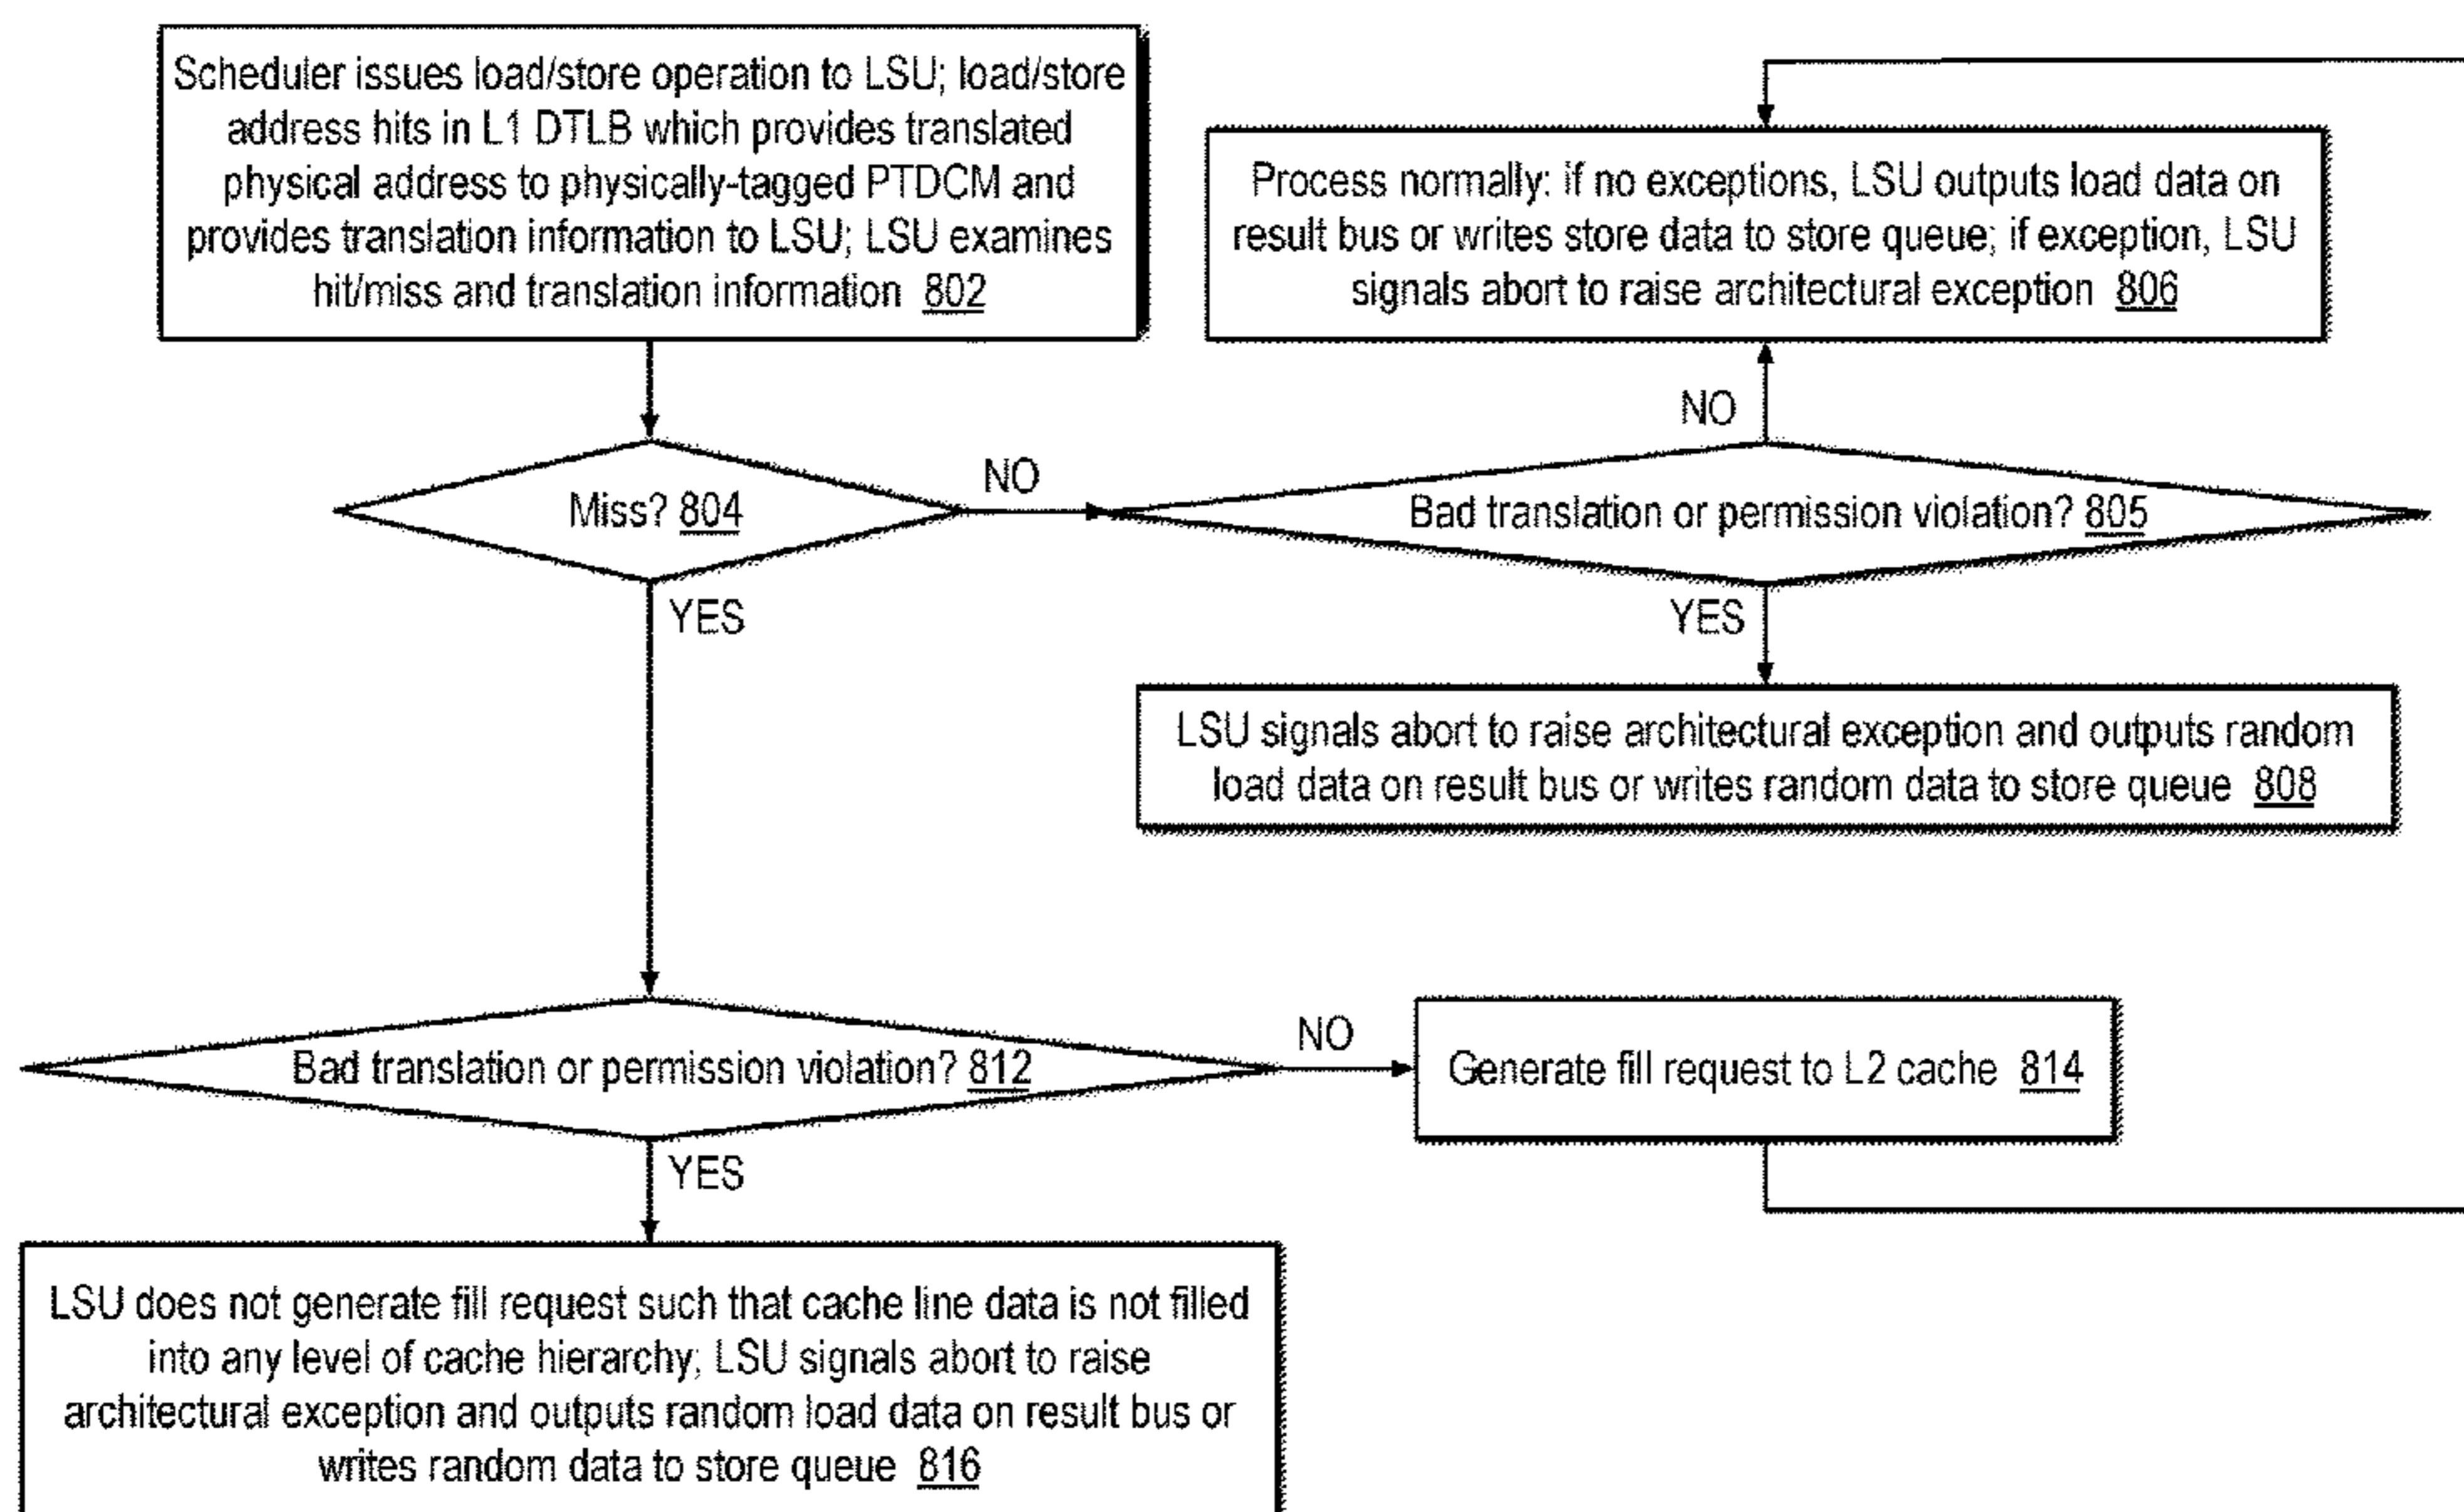 Scheduler issues load/store operation to LSU; load/store
address hits in L1 DTLB which provides translated
physical address to physically-tagged PTDCM and
provides translation information to LSU; LSU examines
hit/miss and translation information 802
Process normally: if no exceptions, LSU outputs load data on
result bus or writes store data to store queue; if exception, LSU
signals abort to raise architectural exception 806
NO
Miss? 804
NO
Bad translation or permission violation? 805
YES
YES
LSU signals abort to raise architectural exception and outputs random
load data on result bus or writes random data to store queue 808
Bad translation or permission violation? 812
NO
Generate fill request to L2 cache 814
YES
LSU does not generate fill request such that cache line data is not filled
into any level of cache hierarchy; LSU signals abort to raise
architectural exception and outputs random load data on result bus or
writes random data to store queue 816